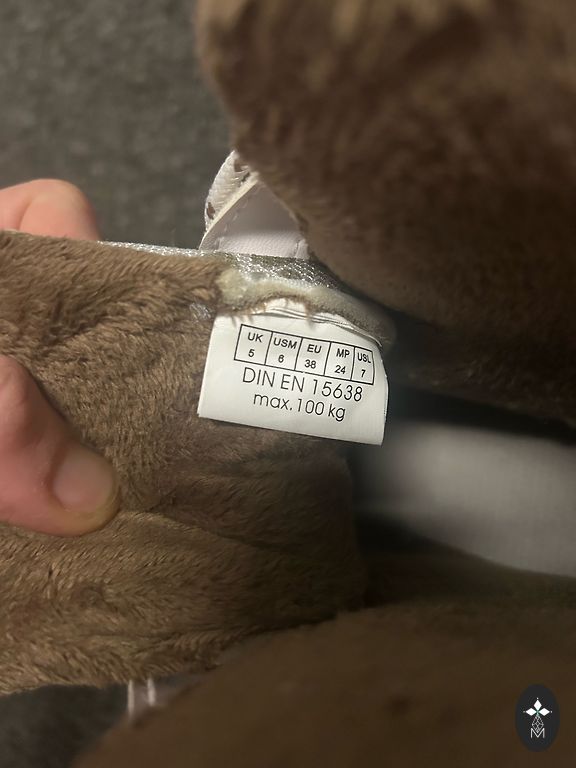 UK USM EU MP USL
5 6 38 24 7
DIN EN 15638
max. 100 kg
M